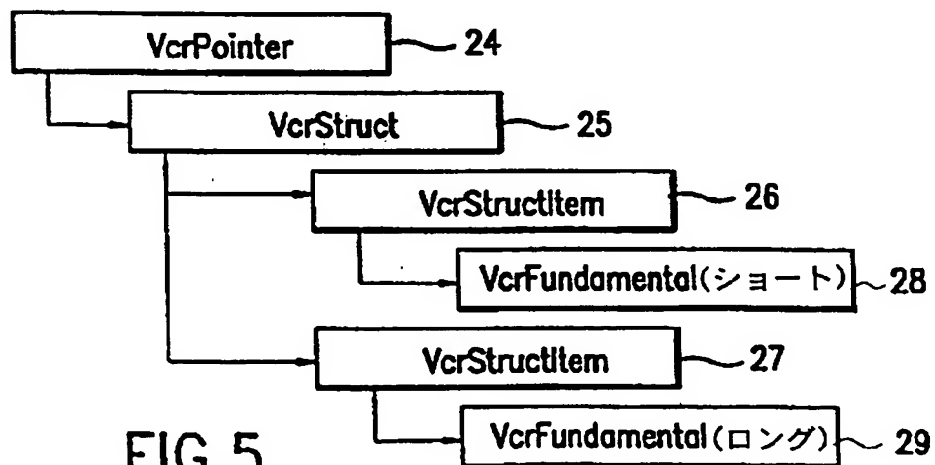 VcrPointer 24
VcrStruct 25
VcrStructItem 26
VcrFundamental(ショート) 28
VcrStructItem 27
VcrFundamental(ロング) 29
FIG. 5